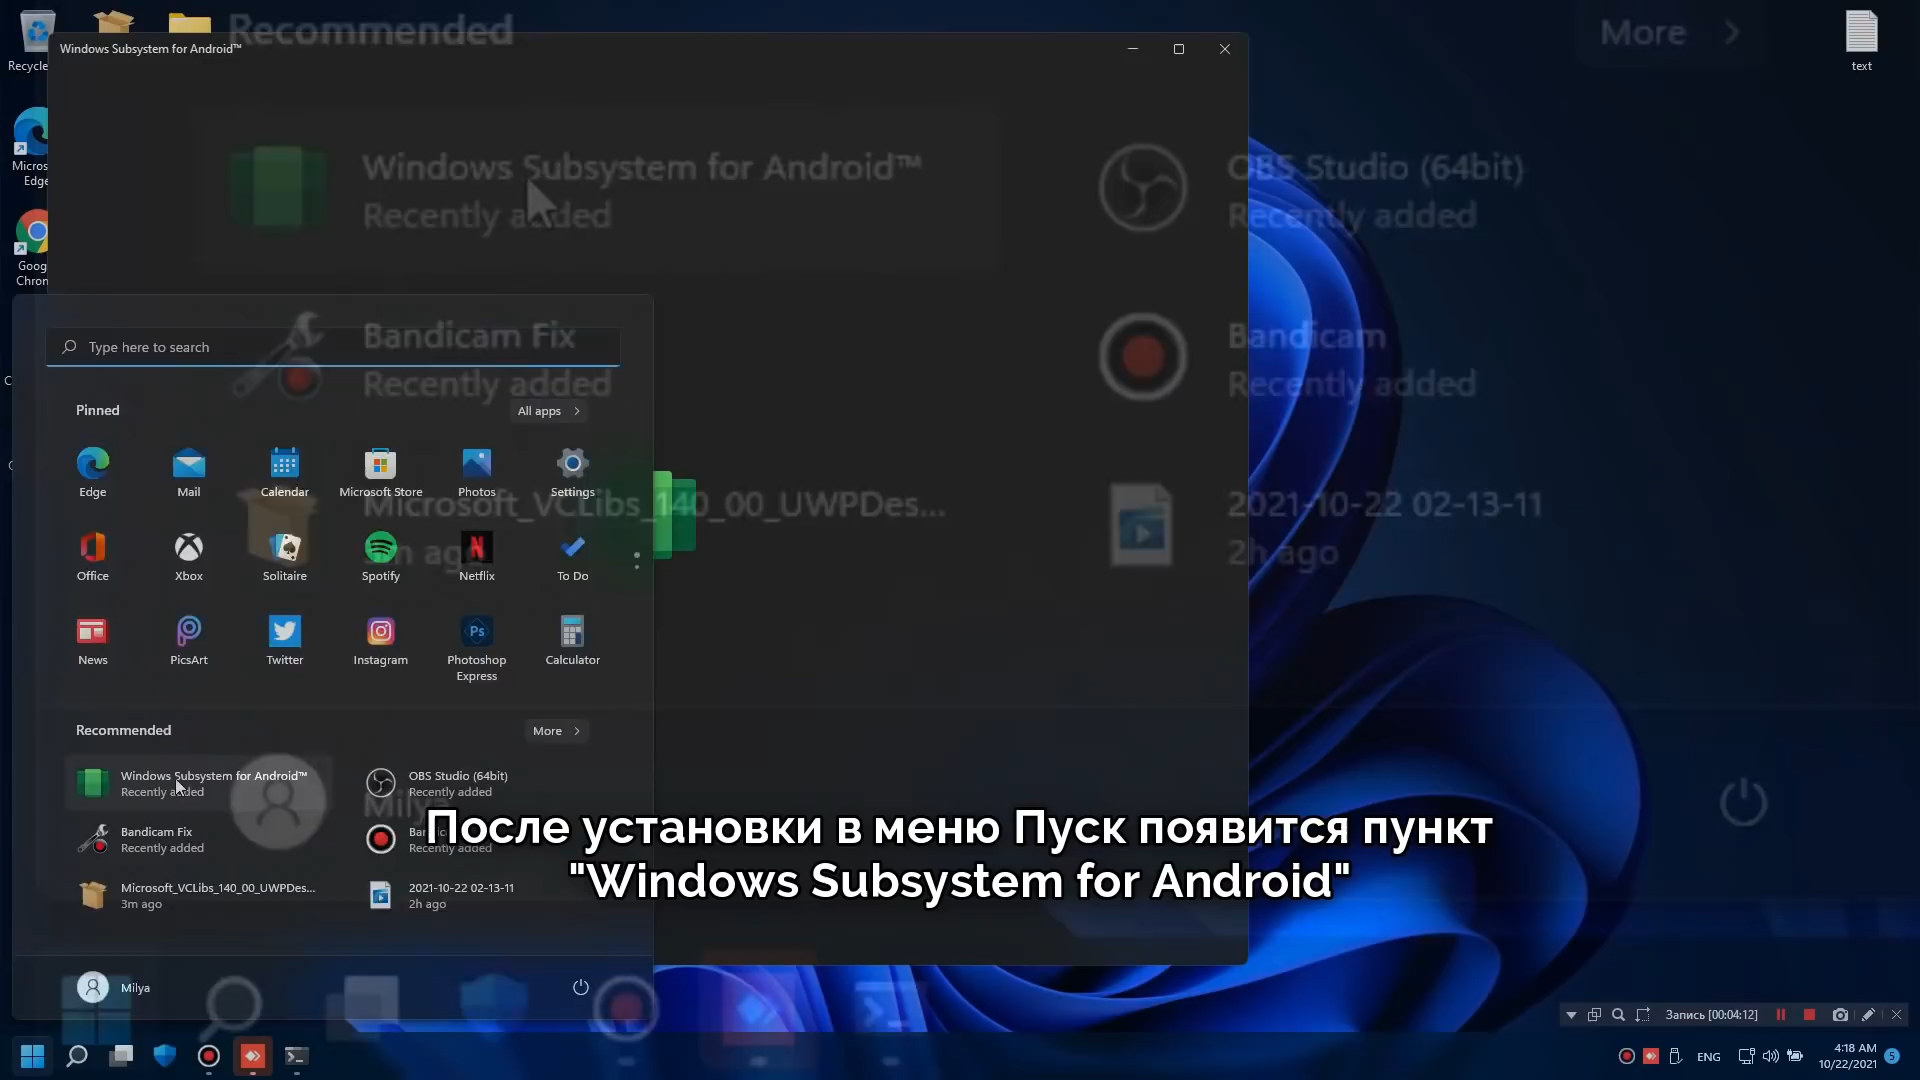 Recommended
More
Windows Subsystem for Android™
Recycle
text
Windows Subsystem for Android™
Recently added
OBS Studio (64bit)
Recently added
Micros
Edge
Goog
Chron
Bandicam Fix
Recently added
Bandicam
Recently added
Type here to search
Pinned
All apps
Edge
Mail
Calendar
Microsoft Store
Photos
Settings
Microsoft_VCLibs_140_00_UWPDes...
2021-10-22 02-13-11
2h ago
Office
Xbox
Solitaire
Spotify
Netflix
To Do
News
PicsArt
Twitter
Instagram
Photoshop
Express
Calculator
Recommended
More
Windows Subsystem for Android™
Recently added
OBS Studio (64bit)
Recently added
Milya
Bandicam Fix
Recently added
Recently added
После установки в меню Пуск появится пункт
"Windows Subsystem for Android"
Microsoft_VCLibs_140_00_UWPDes...
3m ago
2021-10-22 02-13-11
2h ago
Milya
Запись [00:04:12]
ENG
4:18 AM
10/22/2021
5